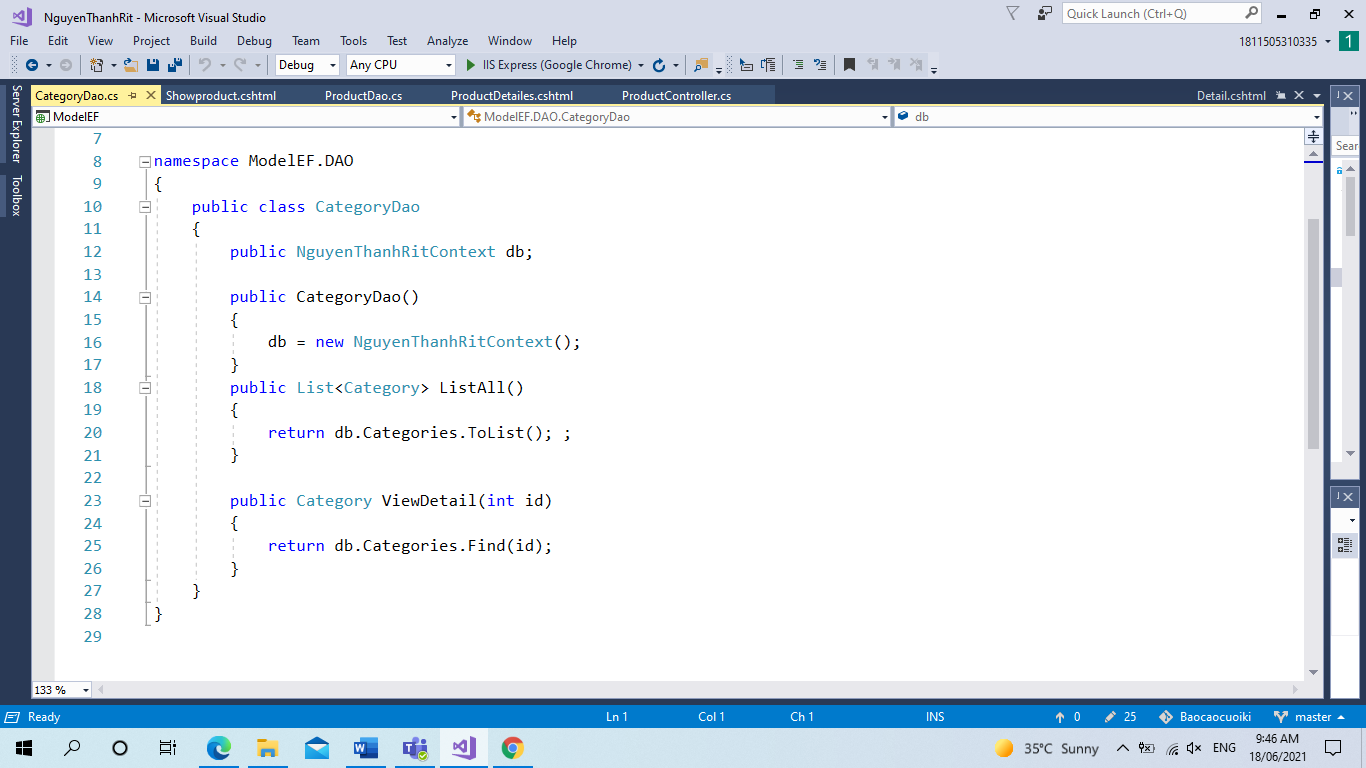 NguyenThanhRit - Microsoft Visual Studio
Quick Launch (Ctrl+Q)
File Edit View Project Build Debug Team Tools Test Analyze Window Help
1811505310335 1
Debug Any CPU IIS Express (Google Chrome)
Server Explorer
Toolbox
CategoryDao.cs Showproduct.cshtml ProductDao.cs ProductDetailes.cshtml ProductController.cs Detail.cshtml
ModelEF ModelEF.DAO.CategoryDao db
Sear
7
8 namespace ModelEF.DAO
9 {
10 public class CategoryDao
11 {
12 public NguyenThanhRitContext db;
13
14 public CategoryDao()
15 {
16 db = new NguyenThanhRitContext();
17 }
18 public List<Category> ListAll()
19 {
20 return db.Categories.ToList(); ;
21 }
22
23 public Category ViewDetail(int id)
24 {
25 return db.Categories.Find(id);
26 }
27 }
28 }
29
133 %
Ready Ln 1 Col 1 Ch 1 INS 0 25 Baocaocuoiki master
35°C Sunny ENG 9:46 AM
18/06/2021